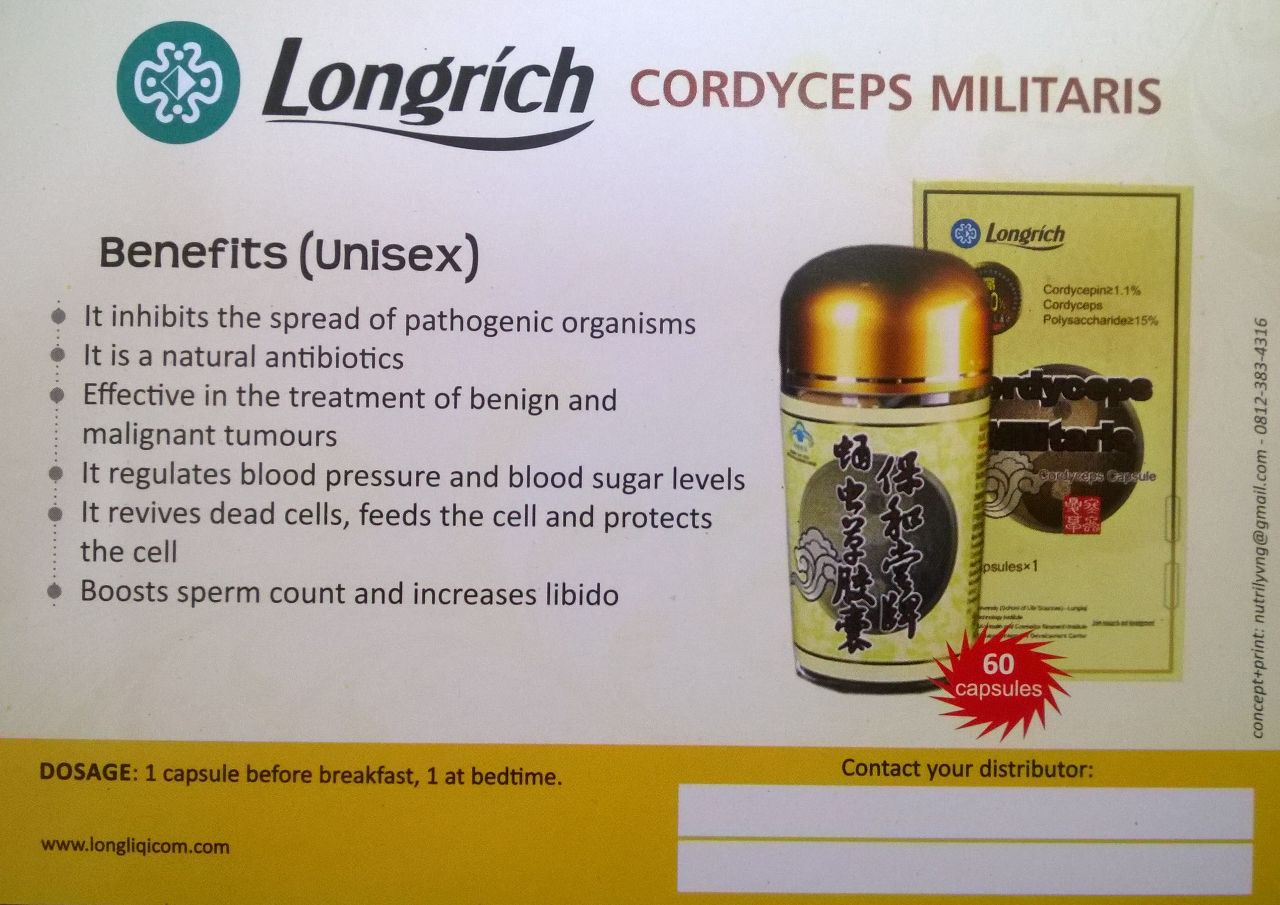 Longrích CORDYCEPS MILITARIS
Benefits (Unisex)
It inhibits the spread of pathogenic organisms
It is a natural antibiotics
Effective in the treatment of benign and
malignant tumours
It regulates blood pressure and blood sugar levels
It revives dead cells, feeds the cell and protects
the cell
Boosts sperm count and increases libido
Longrích
Cordycepin≥1.1%
Cordyceps
Polysaccharide≥15%
ordyceps
Militaris
Cordyceps Capsule
psules×1
保和堂牌
蛹虫草胶囊
60
capsules
concept+print: nutrilyvng@gmail.com - 0812-383-4316
DOSAGE: 1 capsule before breakfast, 1 at bedtime.
www.longliqicom.com
Contact your distributor: